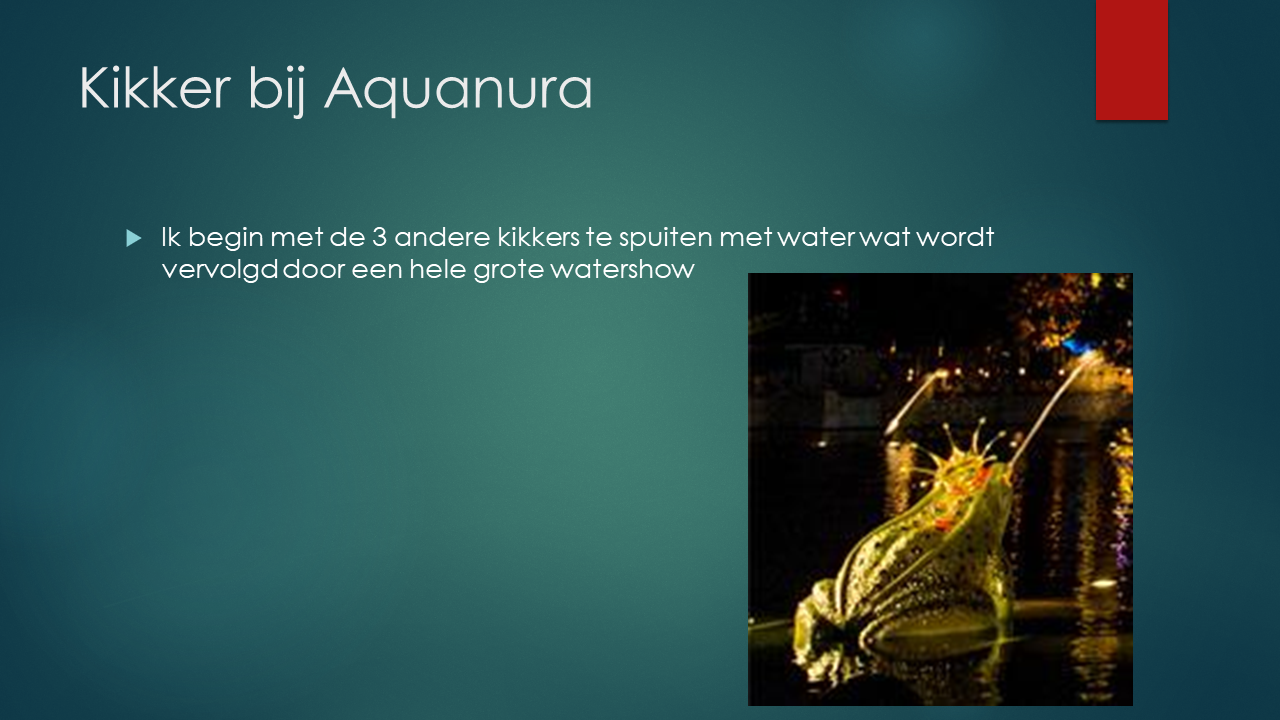 Kikker bij Aquanura
Ik begin met de 3 andere kikkers te spuiten met water wat wordt
vervolgd door een hele grote watershow